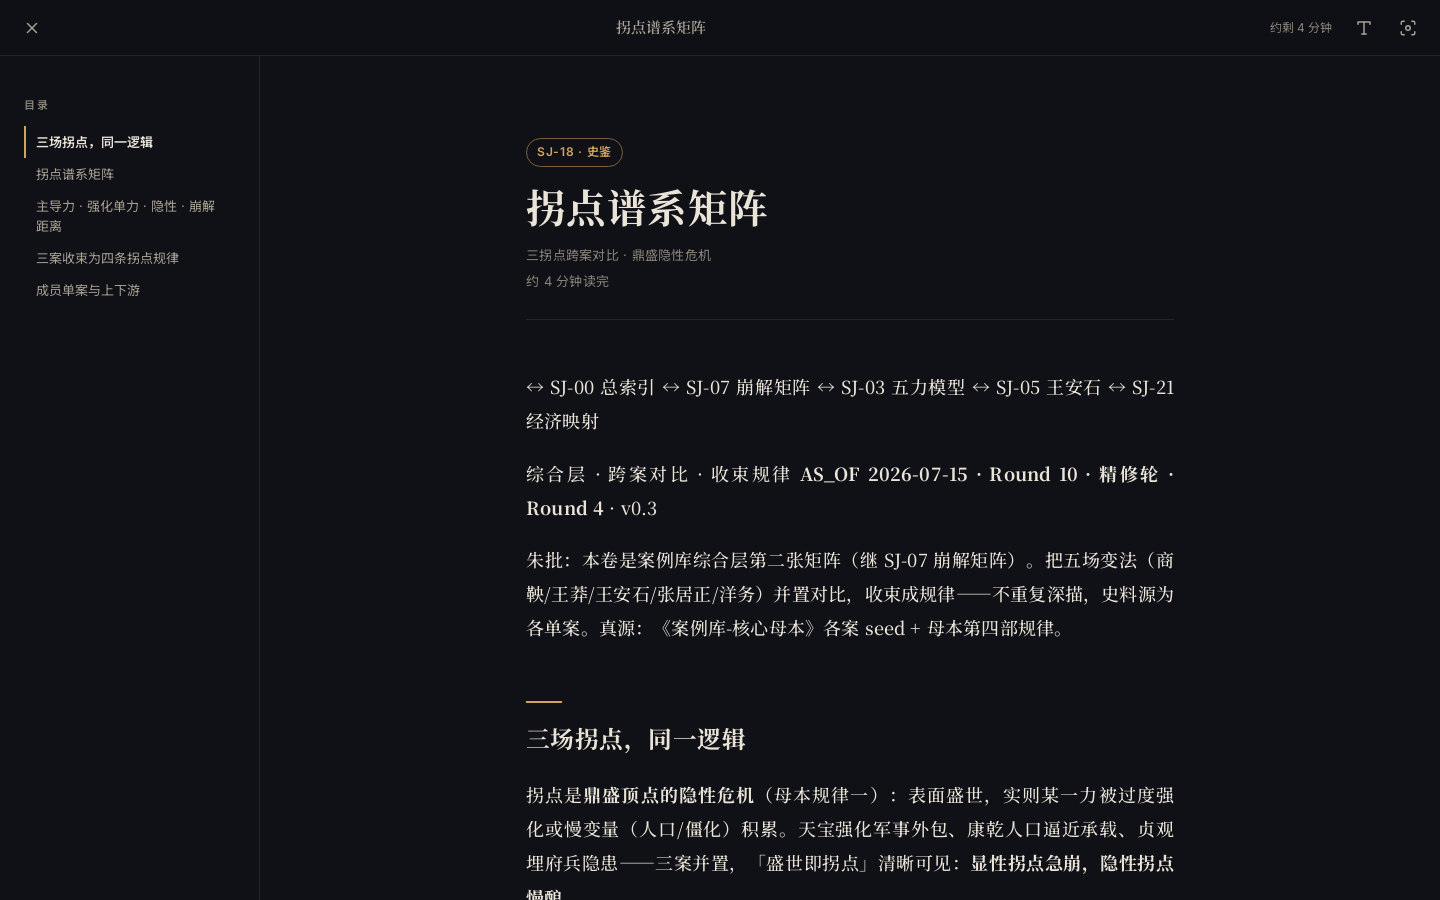 拐点谱系矩阵
约剩 4 分钟
目录
三场拐点，同一逻辑
拐点谱系矩阵
主导力 · 强化单力 · 隐性 · 崩解
距离
三案收束为四条拐点规律
成员单案与上下游
SJ-18 · 史鉴
拐点谱系矩阵
三拐点跨案对比 · 鼎盛隐性危机
约 4 分钟读完
↔ SJ-00 总索引 ↔ SJ-07 崩解矩阵 ↔ SJ-03 五力模型 ↔ SJ-05 王安石 ↔ SJ-21
经济映射
综合层 · 跨案对比 · 收束规律 AS_OF 2026-07-15 · Round 10 · 精修轮 ·
Round 4 · v0.3
朱批：本卷是案例库综合层第二张矩阵（继 SJ-07 崩解矩阵）。把五场变法（商
鞅/王莽/王安石/张居正/洋务）并置对比，收束成规律——不重复深描，史料源为
各单案。真源：《案例库-核心母本》各案 seed + 母本第四部规律。
三场拐点，同一逻辑
拐点是鼎盛顶点的隐性危机（母本规律一）：表面盛世，实则某一力被过度强
化或慢变量（人口/僵化）积累。天宝强化军事外包、康乾人口逼近承载、贞观
埋府兵隐患——三案并置，「盛世即拐点」清晰可见：显性拐点急崩，隐性拐点
慢酿